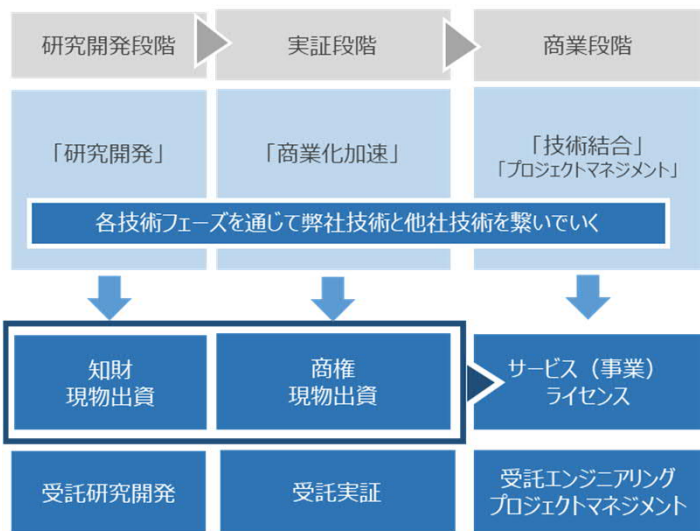 研究開発段階
実証段階
商業段階
「研究開発」
「商業化加速」
「技術結合」
「プロジェクトマネジメント」
各技術フェーズを通じて弊社技術と他社技術を繋いでいく
知財
現物出資
商権
現物出資
サービス（事業）
ライセンス
受託研究開発
受託実証
受託エンジニアリング
プロジェクトマネジメント